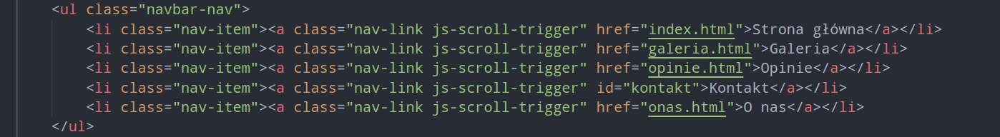 <ul class="navbar-nav">
<li class="nav-item"><a class="nav-link js-scroll-trigger" href="index.html">Strona główna</a></li>
<li class="nav-item"><a class="nav-link js-scroll-trigger" href="galeria.html">Galeria</a></li>
<li class="nav-item"><a class="nav-link js-scroll-trigger" href="opinie.html">Opinie</a></li>
<li class="nav-item"><a class="nav-link js-scroll-trigger" id="kontakt">Kontakt</a></li>
<li class="nav-item"><a class="nav-link js-scroll-trigger" href="onas.html">O nas</a></li>
</ul>